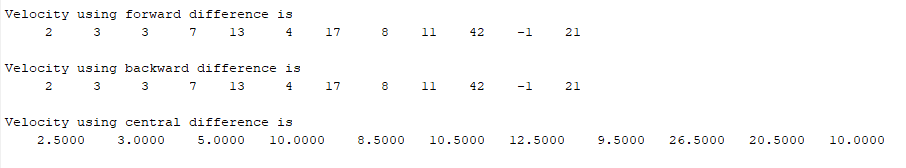 Velocity using forward difference is
2 3 3 7 13 4 17 8 11 42 -1 21
Velocity using backward difference is
2 3 3 7 13 4 17 8 11 42 -1 21
Velocity using central difference is
2.5000 3.0000 5.0000 10.0000 8.5000 10.5000 12.5000 9.5000 26.5000 20.5000 10.0000